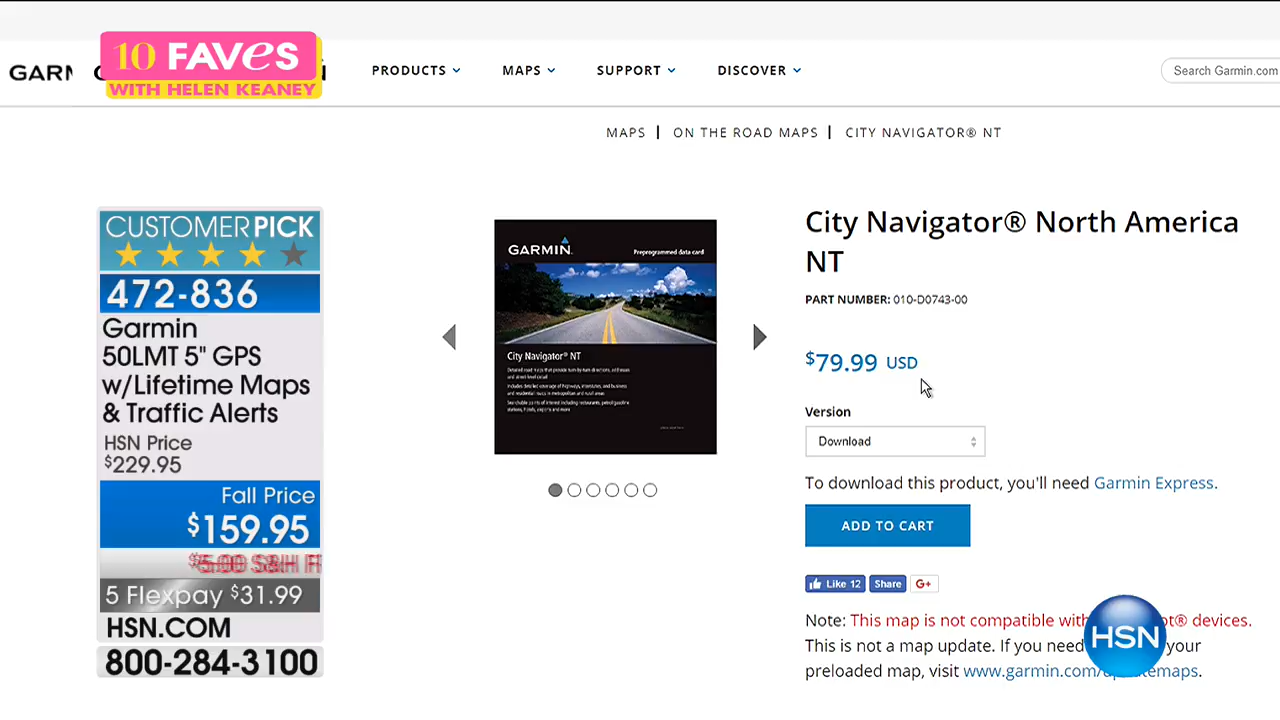 10 FAVeS
WITH HELEN KEANEY
GARM
PRODUCTS
MAPS
SUPPORT
DISCOVER
Search Garmin.com
MAPS | ON THE ROAD MAPS | CITY NAVIGATOR® NT
CUSTOMER PICK
472-836
Garmin
50LMT 5" GPS
w/Lifetime Maps
& Traffic Alerts
HSN Price
$229.95
Fall Price
$159.95
$5.00 S&H
5 Flexpay $31.99
HSN.COM
800-284-3100
GARMIN
Preprogrammed data card
City Navigator® NT
City Navigator® North America
NT
PART NUMBER: 010-D0743-00
$79.99 USD
Version
Download
To download this product, you'll need Garmin Express.
ADD TO CART
Like 12
Share
G+
Note: This map is not compatible with ® devices.
This is not a map update. If you need your
preloaded map, visit www.garmin.com/
HSN